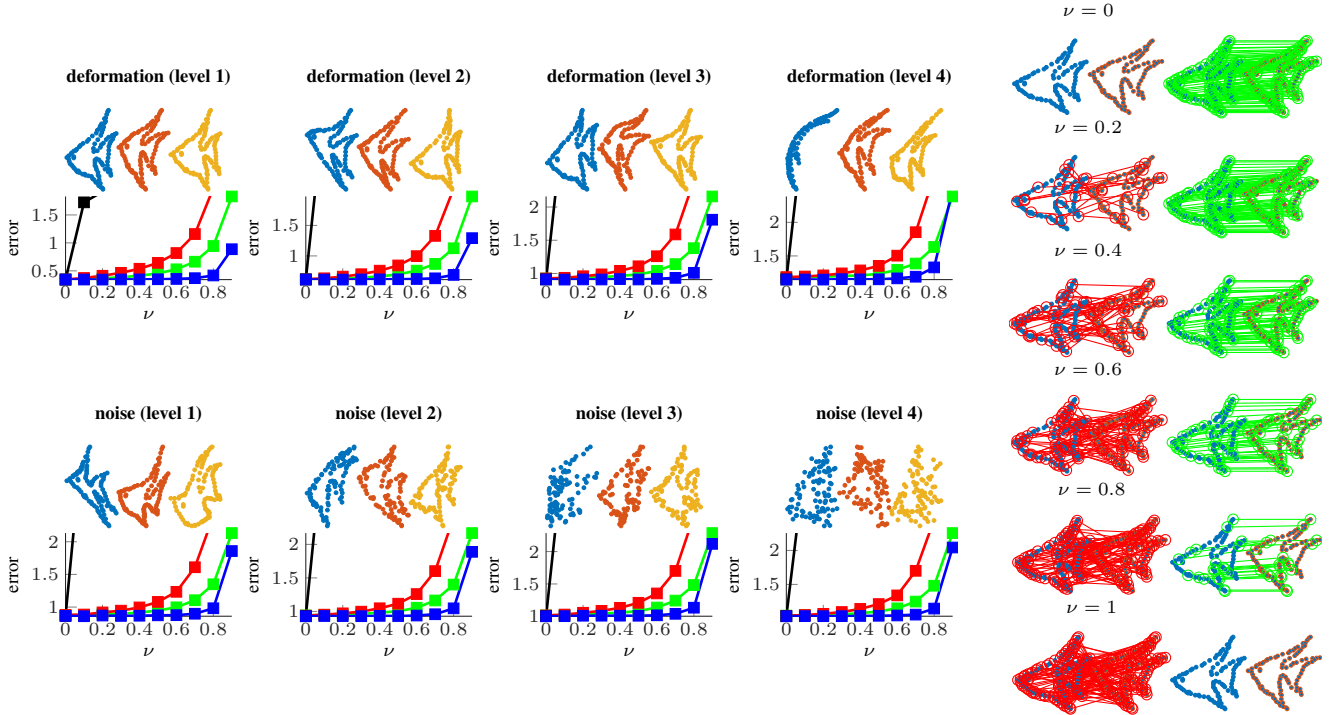 deformation (level 1)
deformation (level 2)
deformation (level 3)
deformation (level 4)
error
1.5
1
0.5
0
0.2
0.4
0.6
0.8
ν
error
1.5
1
0
0.2
0.4
0.6
0.8
ν
error
2
1.5
1
0
0.2
0.4
0.6
0.8
ν
error
2
1.5
0
0.2
0.4
0.6
0.8
ν
noise (level 1)
noise (level 2)
noise (level 3)
noise (level 4)
error
2
1.5
1
0
0.2
0.4
0.6
0.8
ν
error
2
1.5
1
0
0.2
0.4
0.6
0.8
ν
error
2
1.5
1
0
0.2
0.4
0.6
0.8
ν
error
2
1.5
0
0.2
0.4
0.6
0.8
ν
ν = 0
ν = 0.2
ν = 0.4
ν = 0.6
ν = 0.8
ν = 1